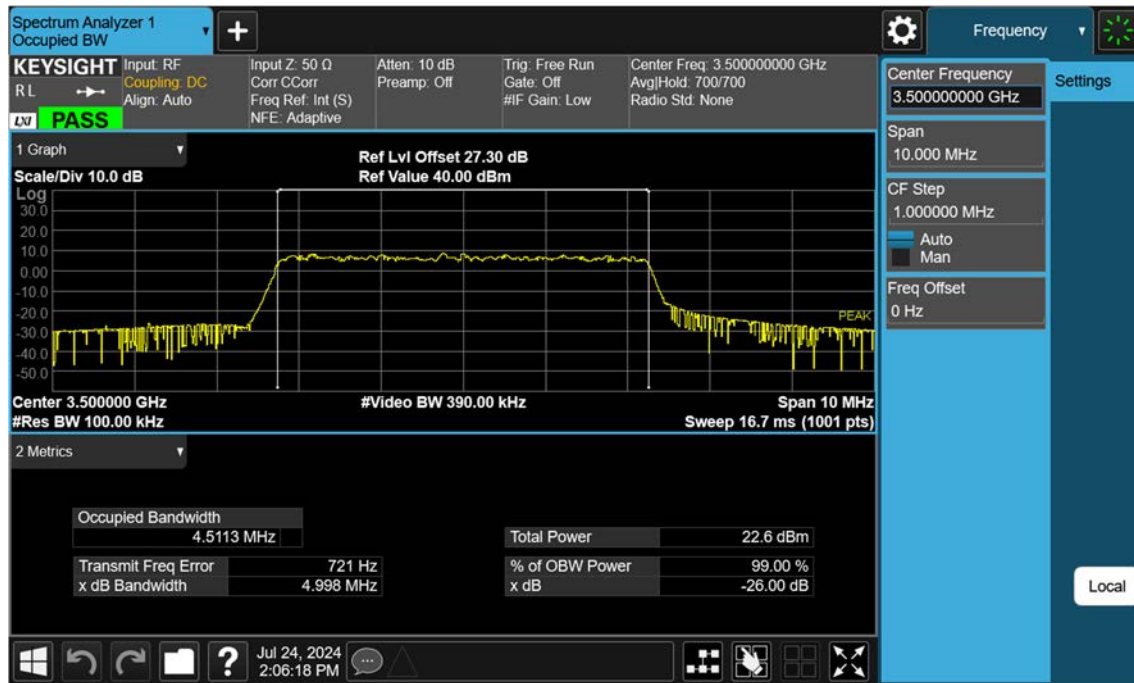 Spectrum Analyzer 1
Occupied BW
+
Frequency
KEYSIGHT
R L
LXI
PASS
Input: RF
Coupling: DC
Align: Auto
Input Z: 50 Ω
Corr CCorr
Freq Ref: Int (S)
NFE: Adaptive
Atten: 10 dB
Preamp: Off
Trig: Free Run
Gate: Off
#IF Gain: Low
Center Freq: 3.500000000 GHz
Avg|Hold: 700/700
Radio Std: None
Center Frequency
3.500000000 GHz
Settings
Span
10.000 MHz
CF Step
1.000000 MHz
Auto
Man
Freq Offset
0 Hz
Local
1 Graph
Scale/Div 10.0 dB
Ref Lvl Offset 27.30 dB
Ref Value 40.00 dBm
Log
30.0
20.0
10.0
0.00
-10.0
-20.0
-30.0
-40.0
-50.0
PEAK
Center 3.500000 GHz
#Video BW 390.00 kHz
Span 10 MHz
#Res BW 100.00 kHz
Sweep 16.7 ms (1001 pts)
2 Metrics
Occupied Bandwidth
4.5113 MHz
Total Power 22.6 dBm
Transmit Freq Error 721 Hz
% of OBW Power 99.00 %
x dB Bandwidth 4.998 MHz
x dB -26.00 dB
?
Jul 24, 2024
2:06:18 PM